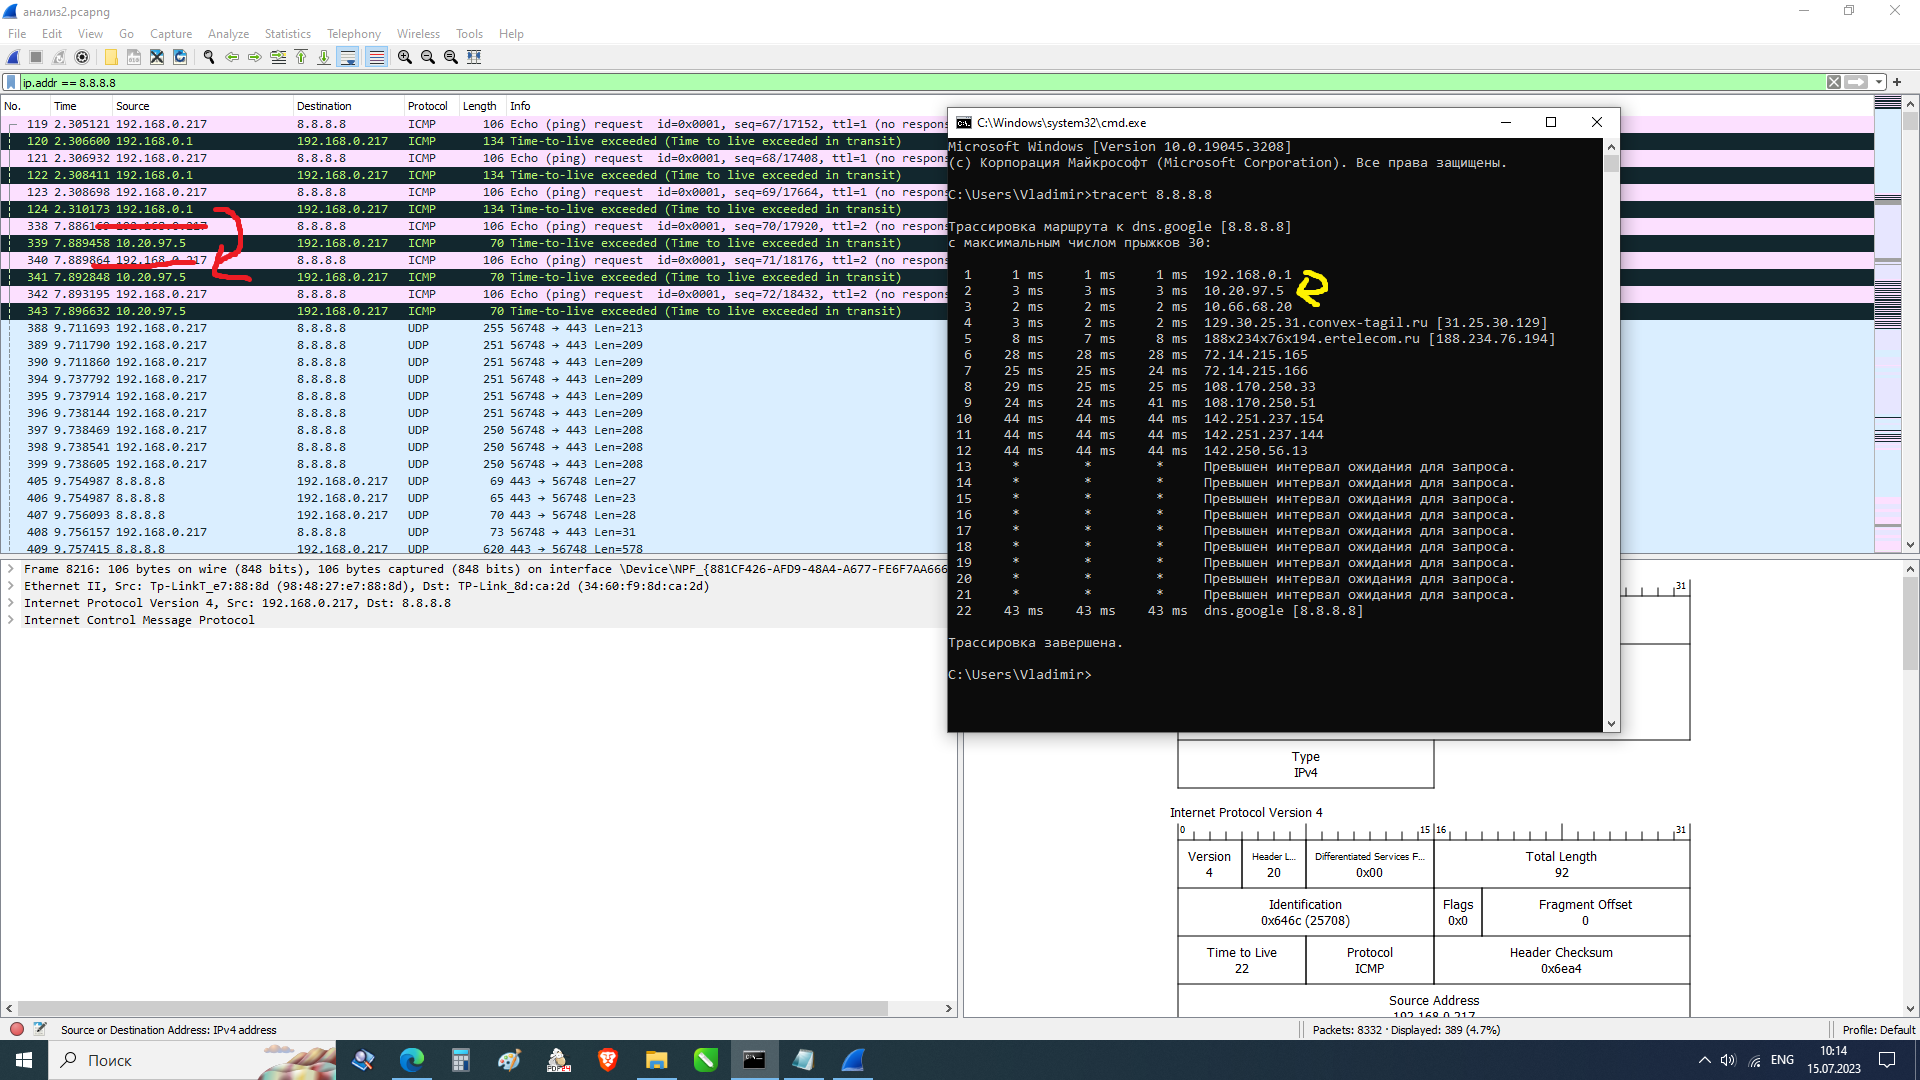 анализ2.pcapng
File Edit View Go Capture Analyze Statistics Telephony Wireless Tools Help
ip.addr == 8.8.8.8
No. Time Source Destination Protocol Length Info
119 2.305121 192.168.0.217 8.8.8.8 ICMP 106 Echo (ping) request id=0x0001, seq=67/17152, ttl=1 (no respons
120 2.306600 192.168.0.1 192.168.0.217 ICMP 134 Time-to-live exceeded (Time to live exceeded in transit)
121 2.306932 192.168.0.217 8.8.8.8 ICMP 106 Echo (ping) request id=0x0001, seq=68/17408, ttl=1 (no respons
122 2.308411 192.168.0.1 192.168.0.217 ICMP 134 Time-to-live exceeded (Time to live exceeded in transit)
123 2.308698 192.168.0.217 8.8.8.8 ICMP 106 Echo (ping) request id=0x0001, seq=69/17664, ttl=1 (no respons
124 2.310173 192.168.0.1 192.168.0.217 ICMP 134 Time-to-live exceeded (Time to live exceeded in transit)
338 8.8.8.8 ICMP 106 Echo (ping) request id=0x0001, seq=70/17920, ttl=2 (no respons
339 7.889458 10.20.97.5 192.168.0.217 ICMP 70 Time-to-live exceeded (Time to live exceeded in transit)
340 7.889864 192.168.0.217 8.8.8.8 ICMP 106 Echo (ping) request id=0x0001, seq=71/18176, ttl=2 (no respons
341 7.892848 10.20.97.5 192.168.0.217 ICMP 70 Time-to-live exceeded (Time to live exceeded in transit)
342 7.893195 192.168.0.217 8.8.8.8 ICMP 106 Echo (ping) request id=0x0001, seq=72/18432, ttl=2 (no respons
343 7.896632 10.20.97.5 192.168.0.217 ICMP 70 Time-to-live exceeded (Time to live exceeded in transit)
388 9.711693 192.168.0.217 8.8.8.8 UDP 255 56748 → 443 Len=213
389 9.711790 192.168.0.217 8.8.8.8 UDP 251 56748 → 443 Len=209
390 9.711860 192.168.0.217 8.8.8.8 UDP 251 56748 → 443 Len=209
394 9.737792 192.168.0.217 8.8.8.8 UDP 251 56748 → 443 Len=209
395 9.737914 192.168.0.217 8.8.8.8 UDP 251 56748 → 443 Len=209
396 9.738144 192.168.0.217 8.8.8.8 UDP 251 56748 → 443 Len=209
397 9.738469 192.168.0.217 8.8.8.8 UDP 250 56748 → 443 Len=208
398 9.738541 192.168.0.217 8.8.8.8 UDP 250 56748 → 443 Len=208
399 9.738605 192.168.0.217 8.8.8.8 UDP 250 56748 → 443 Len=208
405 9.754987 8.8.8.8 192.168.0.217 UDP 69 443 → 56748 Len=27
406 9.754987 8.8.8.8 192.168.0.217 UDP 65 443 → 56748 Len=23
407 9.756093 8.8.8.8 192.168.0.217 UDP 70 443 → 56748 Len=28
408 9.756157 192.168.0.217 8.8.8.8 UDP 73 56748 → 443 Len=31
409 9.757415 8.8.8.8 192.168.0.217 UDP 620 443 → 56748 Len=578
C:\Windows\system32\cmd.exe
Microsoft Windows [Version 10.0.19045.3208]
(c) Корпорация Майкрософт (Microsoft Corporation). Все права защищены.
C:\Users\Vladimir>tracert 8.8.8.8
Трассировка маршрута к dns.google [8.8.8.8]
с максимальным числом прыжков 30:
1 1 ms 1 ms 1 ms 192.168.0.1
2 3 ms 3 ms 3 ms 10.20.97.5
3 2 ms 2 ms 2 ms 10.66.68.20
4 3 ms 2 ms 2 ms 129.30.25.31.convex-tagil.ru [31.25.30.129]
5 8 ms 7 ms 8 ms 188x234x76x194.ertelecom.ru [188.234.76.194]
6 28 ms 28 ms 28 ms 72.14.215.165
7 25 ms 25 ms 24 ms 72.14.215.166
8 29 ms 25 ms 25 ms 108.170.250.33
9 24 ms 24 ms 41 ms 108.170.250.51
10 44 ms 44 ms 44 ms 142.251.237.154
11 44 ms 44 ms 44 ms 142.251.237.144
12 44 ms 44 ms 44 ms 142.250.56.13
13 * * * Превышен интервал ожидания для запроса.
14 * * * Превышен интервал ожидания для запроса.
15 * * * Превышен интервал ожидания для запроса.
16 * * * Превышен интервал ожидания для запроса.
17 * * * Превышен интервал ожидания для запроса.
18 * * * Превышен интервал ожидания для запроса.
19 * * * Превышен интервал ожидания для запроса.
20 * * * Превышен интервал ожидания для запроса.
21 * * * Превышен интервал ожидания для запроса.
22 43 ms 43 ms 43 ms dns.google [8.8.8.8]
Трассировка завершена.
C:\Users\Vladimir>
Frame 8216: 106 bytes on wire (848 bits), 106 bytes captured (848 bits) on interface \Device\NPF_{881CF426-AFD9-48A4-A677-FE6F7AA666
Ethernet II, Src: Tp-LinkT_e7:88:8d (98:48:27:e7:88:8d), Dst: TP-Link_8d:ca:2d (34:60:f9:8d:ca:2d)
Internet Protocol Version 4, Src: 192.168.0.217, Dst: 8.8.8.8
Internet Control Message Protocol
31
Type
IPv4
Internet Protocol Version 4
0 15 16 31
Version Header L... Differentiated Services F... Total Length
4 20 0x00 92
Identification Flags Fragment Offset
0x646c (25708) 0x0 0
Time to Live Protocol Header Checksum
22 ICMP 0x6ea4
Source Address
192.168.0.217
Source or Destination Address: IPv4 address
Packets: 8332 · Displayed: 389 (4.7%)
Profile: Default
Поиск
PDF24
ENG
10:14
15.07.2023